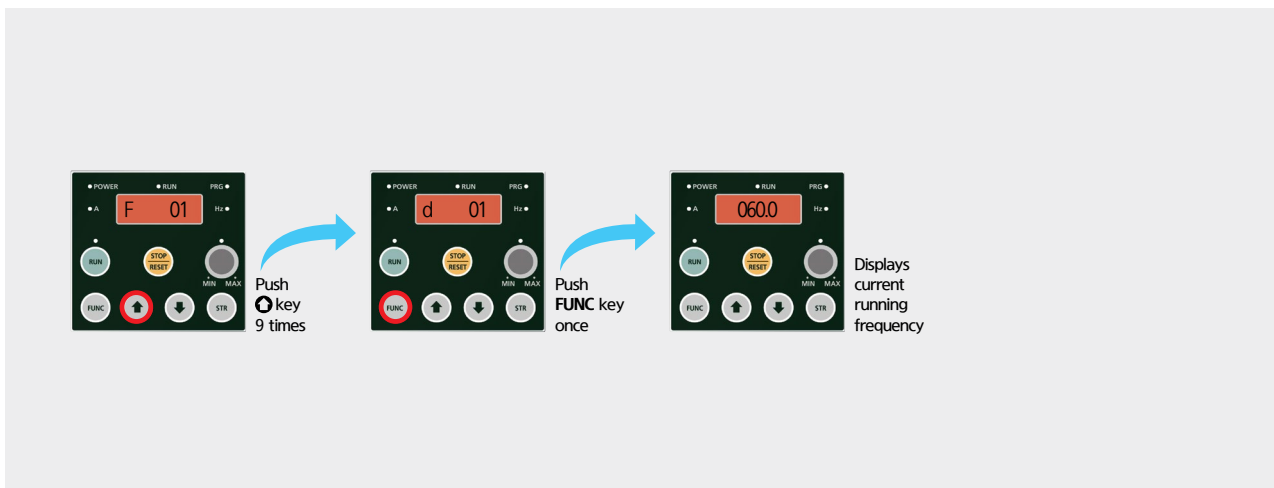 POWER RUN PRG
A F 01 Hz
RUN STOP
RESET
MIN MAX
FUNC STR
Push
key
9 times
POWER RUN PRG
A d 01 Hz
RUN STOP
RESET
MIN MAX
FUNC STR
Push
FUNC key
once
POWER RUN PRG
A 060.0 Hz
RUN STOP
RESET
MIN MAX
FUNC STR
Displays
current
running
frequency